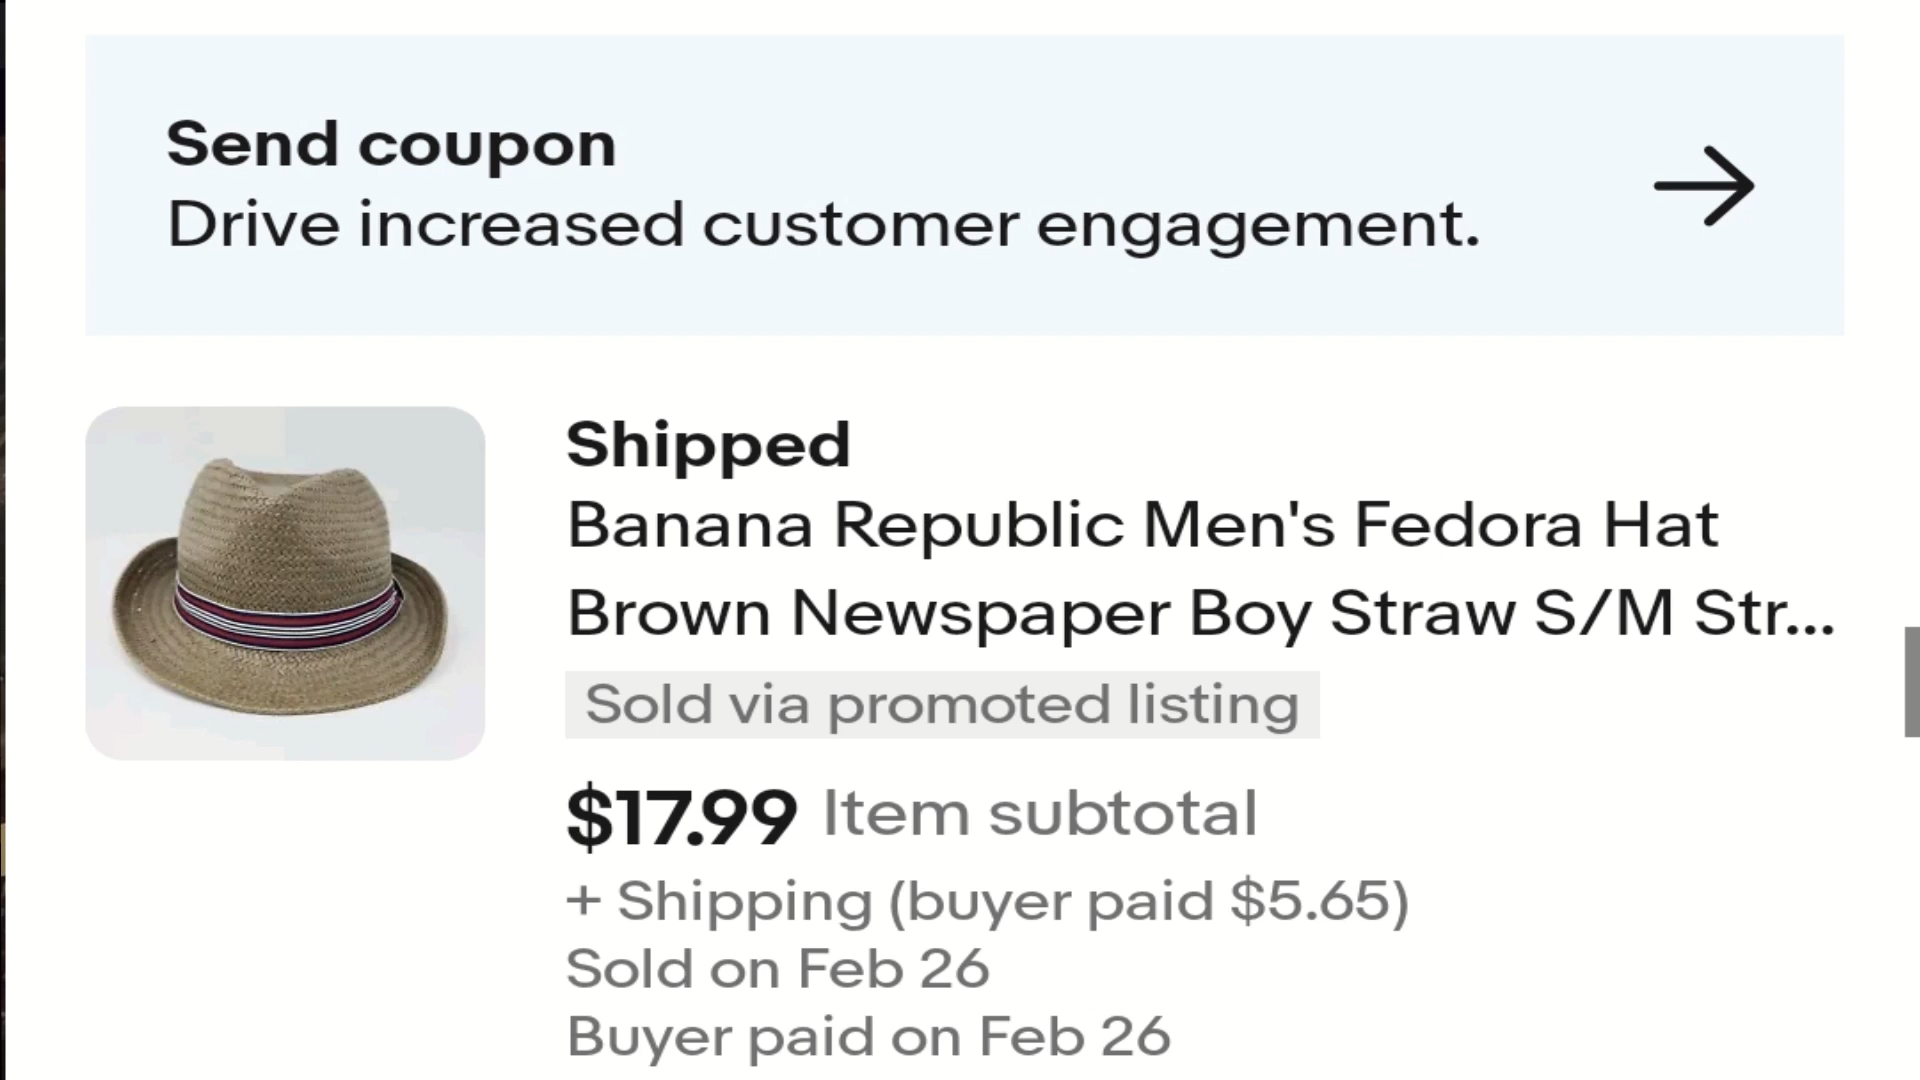 Send coupon
Drive increased customer engagement.
Shipped
Banana Republic Men's Fedora Hat
Brown Newspaper Boy Straw S/M Str...
Sold via promoted listing
$17.99 Item subtotal
+ Shipping (buyer paid $5.65)
Sold on Feb 26
Buyer paid on Feb 26